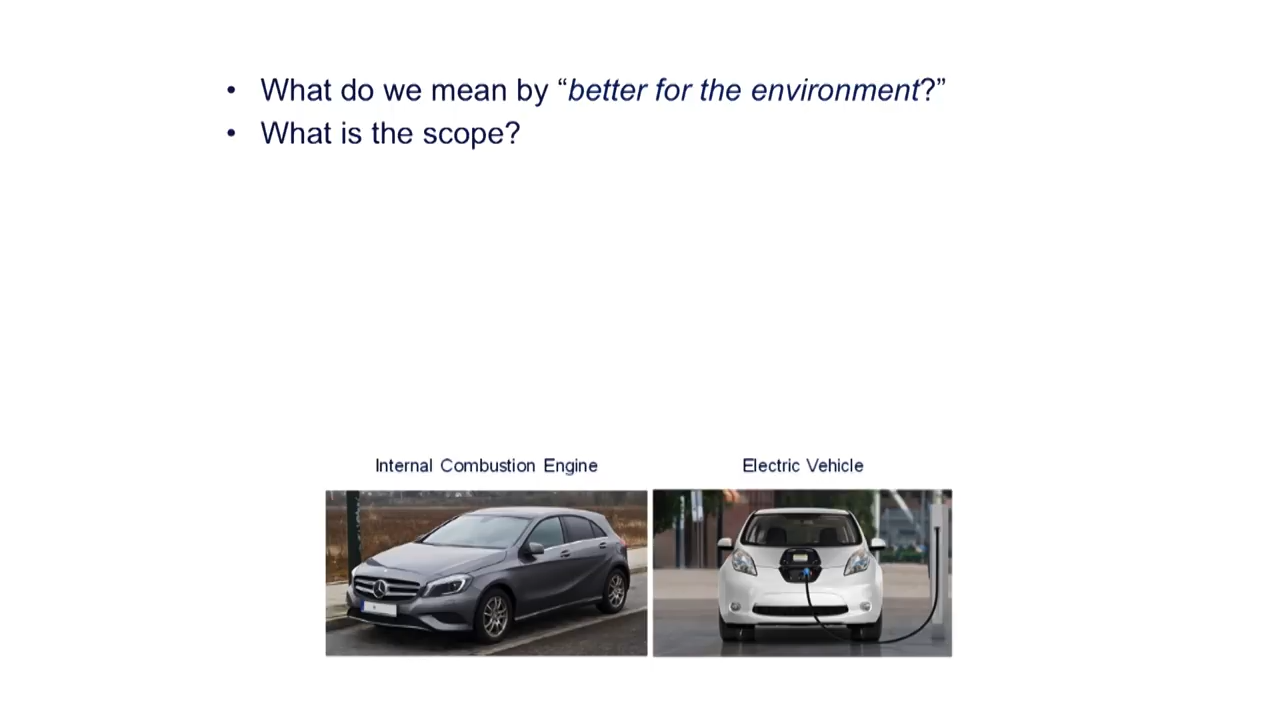 • What do we mean by “better for the environment?”
• What is the scope?
Internal Combustion Engine
Electric Vehicle